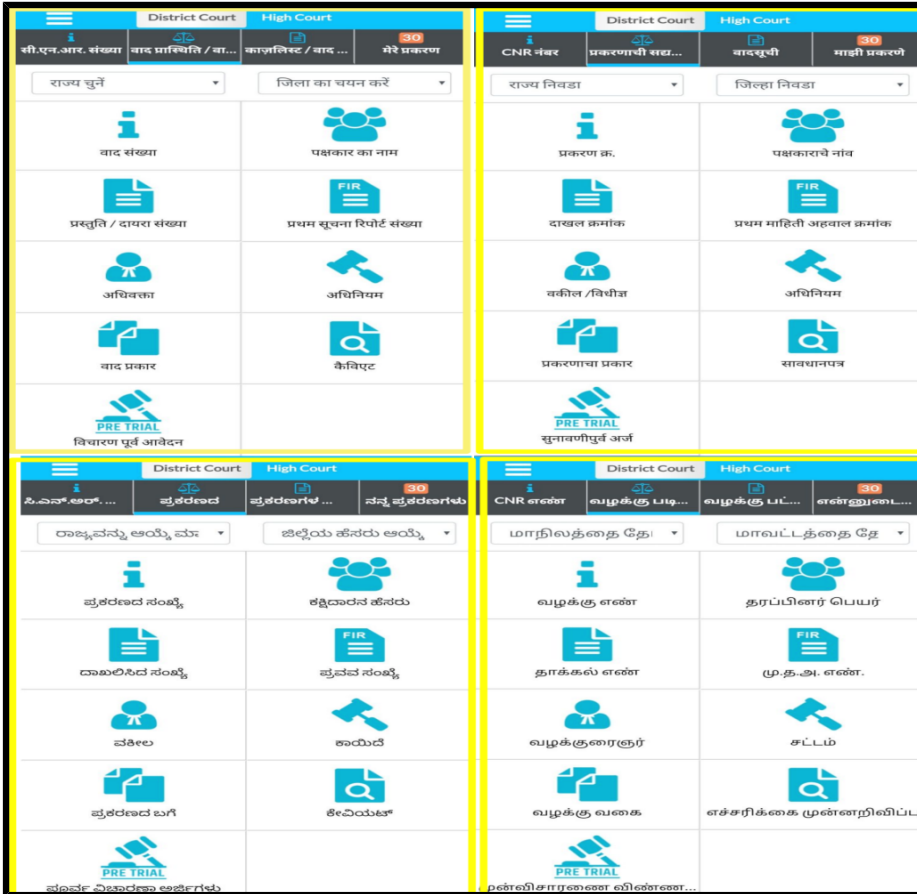 District Court High Court
सी.एन.आर. संख्या वाद प्रास्थिति / वा... काज़लिस्ट / वाद ... 30 मेरे प्रकरण
राज्य चुनें जिला का चयन करें
वाद संख्या पक्षकार का नाम
FIR
प्रस्तुति / दायरा संख्या प्रथम सूचना रिपोर्ट संख्या
अधिवक्ता अधिनियम
वाद प्रकार कैविएट
PRE TRIAL
विचारण पूर्व आवेदन
District Court High Court
CNR नंबर प्रकरणाची सद्य... वादसूची 30 माझी प्रकरणे
राज्य निवडा जिल्हा निवडा
प्रकरण क्र. पक्षकाराचे नांव
FIR
दाखल क्रमांक प्रथम माहिती अहवाल क्रमांक
वकील /विधीज्ञ अधिनियम
प्रकरणाचा प्रकार सावधानपत्र
PRE TRIAL
सुनावणीपुर्व अर्ज
District Court High Court
ಸಿ.ಎನ್.ಆರ್. ... ಪ್ರಕರಣದ ಪ್ರಕರಣಗಳ ... 30 ನನ್ನ ಪ್ರಕರಣಗಳು
ರಾಜ್ಯವನ್ನು ಆಯ್ಕೆ ಮಾ ಜಿಲ್ಲೆಯ ಹೆಸರು ಆಯ್ಕೆ
ಪ್ರಕರಣದ ಸಂಖ್ಯೆ ಕಕ್ಷಿದಾರನ ಹೆಸರು
FIR
ದಾಖಲಿಸಿದ ಸಂಖ್ಯೆ ಪ್ರವವ ಸಂಖ್ಯೆ
ವಕೀಲ ಕಾಯಿದೆ
ಪ್ರಕರಣದ ಬಗೆ ಕೇವಿಯಟ್
PRE TRIAL
ಪೂರ್ವ ವಿಚಾರಣಾ ಅರ್ಜಿಗಳು
District Court High Court
CNR எண் வழக்கு படி... வழக்கு பட்... 30 என்னுடை...
மாநிலத்தை தே மாவட்டத்தை தே
வழக்கு எண் தரப்பினர் பெயர்
FIR
தாக்கல் எண் மு.த.அ. எண்.
வழக்குரைஞர் சட்டம்
வழக்கு வகை எச்சரிக்கை முன்னறிவிப்ப
PRE TRIAL
முன்விசாரணை விண்ண...